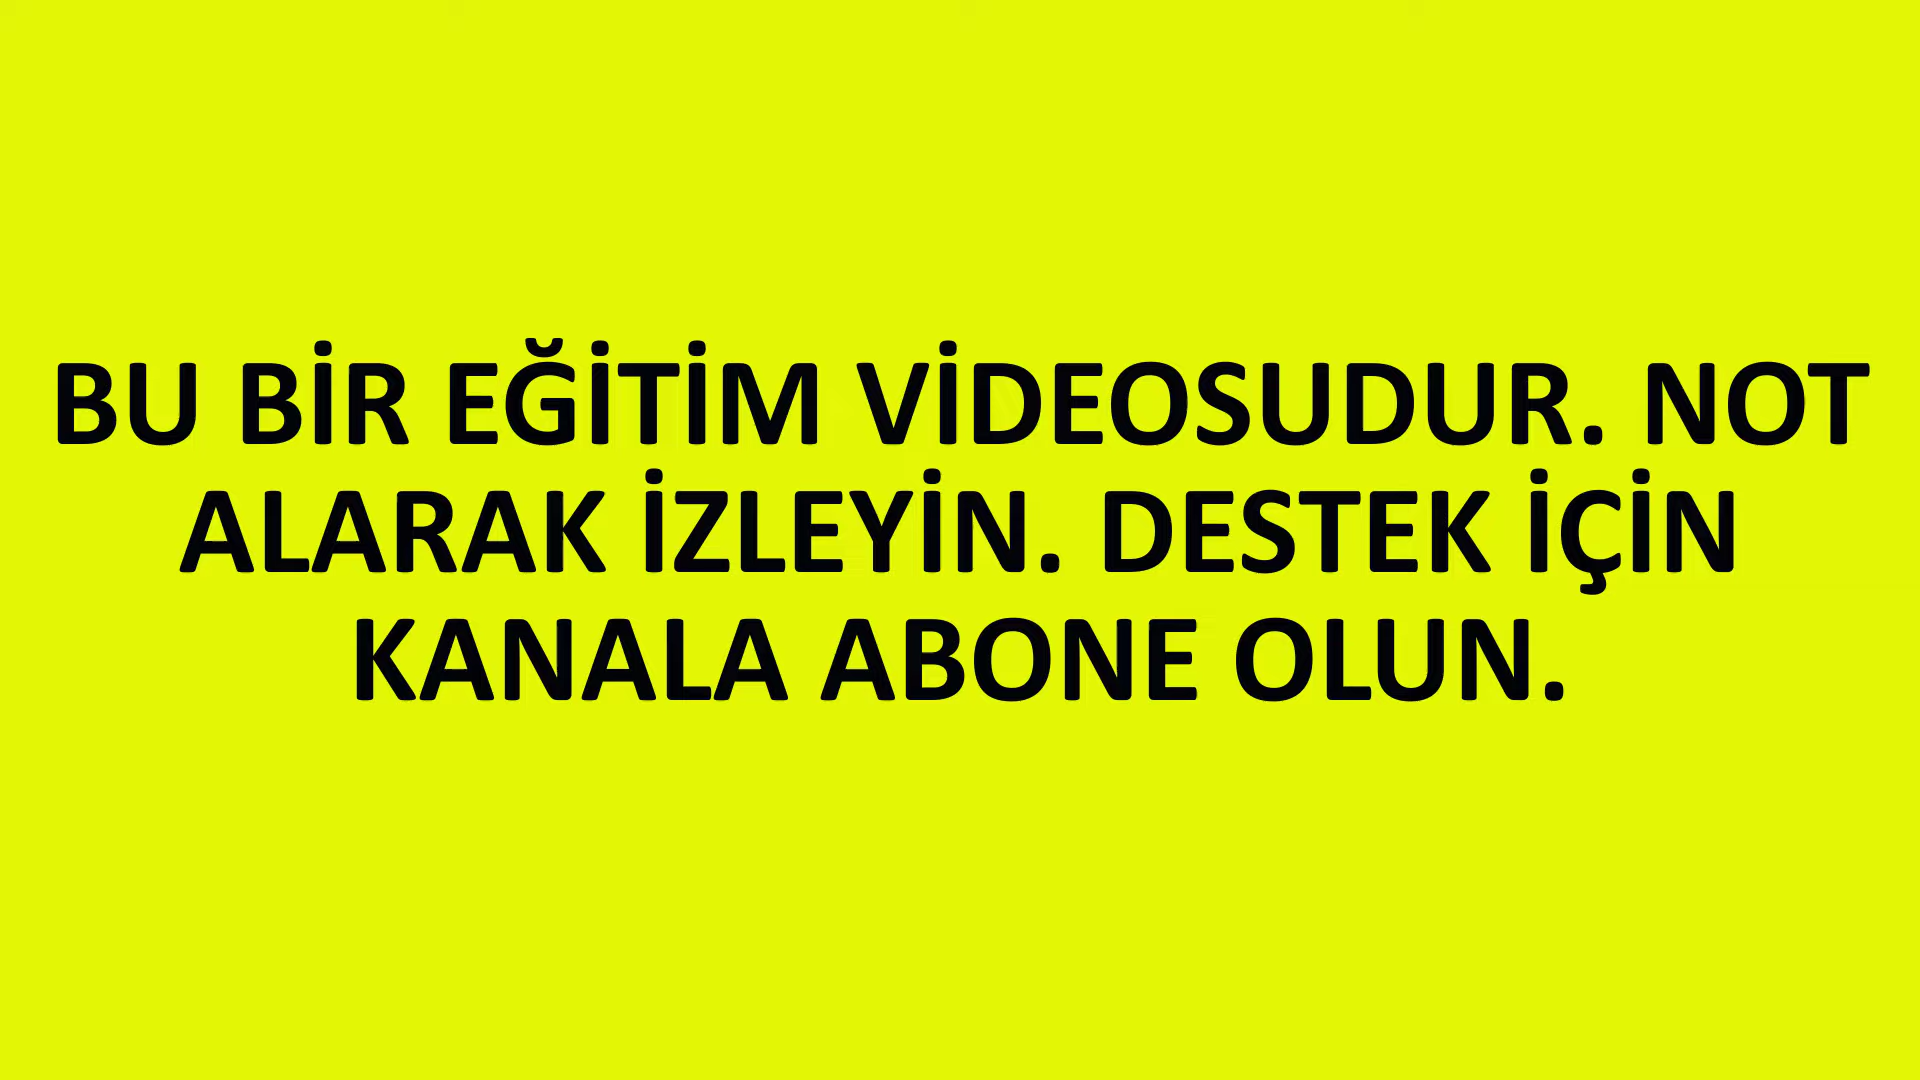 BU BİR EĞİTİM VİDEOSUDUR. NOT
ALARAK İZLEYİN. DESTEK İÇİN
KANALA ABONE OLUN.